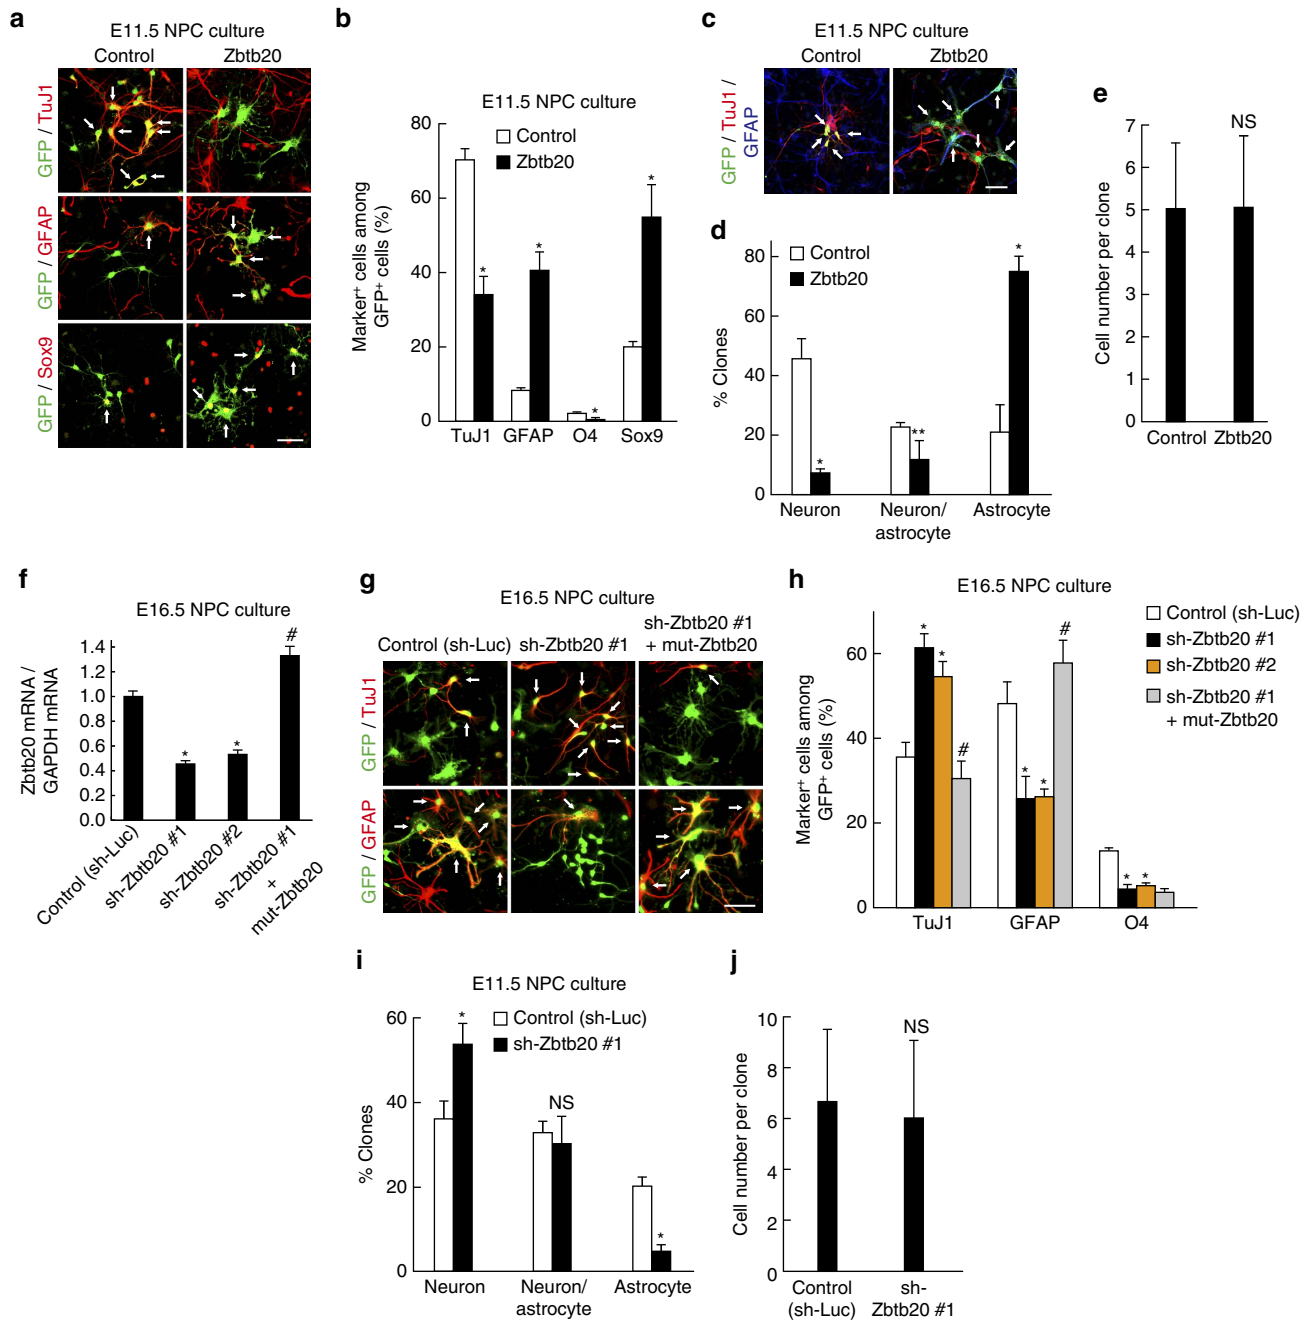 a
E11.5 NPC culture
Control
Zbtb20
GFP / TuJ1
GFP / GFAP
GFP / Sox9
b
E11.5 NPC culture
Control
Zbtb20
Marker+ cells among
GFP+ cells (%)
80
60
40
20
0
*
*
*
*
TuJ1
GFAP
O4
Sox9
c
E11.5 NPC culture
Control
Zbtb20
GFP / TuJ1 /
GFAP
d
Control
Zbtb20
% Clones
80
60
40
20
0
*
**
*
Neuron
Neuron/
astrocyte
Astrocyte
e
Cell number per clone
7
6
5
4
3
2
1
0
NS
Control
Zbtb20
f
E16.5 NPC culture
Zbtb20 mRNA /
GAPDH mRNA
1.4
1.2
1.0
0.8
0.6
0.4
0.2
0.0
*
*
#
Control (sh-Luc)
sh-Zbtb20 #1
sh-Zbtb20 #2
sh-Zbtb20 #1
+
mut-Zbtb20
g
E16.5 NPC culture
Control (sh-Luc)
sh-Zbtb20 #1
sh-Zbtb20 #1
+ mut-Zbtb20
GFP / TuJ1
GFP / GFAP
h
E16.5 NPC culture
Control (sh-Luc)
sh-Zbtb20 #1
sh-Zbtb20 #2
sh-Zbtb20 #1
+ mut-Zbtb20
Marker+ cells among
GFP+ cells (%)
60
40
20
0
*
*
#
*
*
#
*
*
TuJ1
GFAP
O4
i
E11.5 NPC culture
Control (sh-Luc)
sh-Zbtb20 #1
% Clones
60
40
20
0
*
NS
*
Neuron
Neuron/
astrocyte
Astrocyte
j
Cell number per clone
10
8
6
4
2
0
NS
Control
(sh-Luc)
sh-
Zbtb20 #1